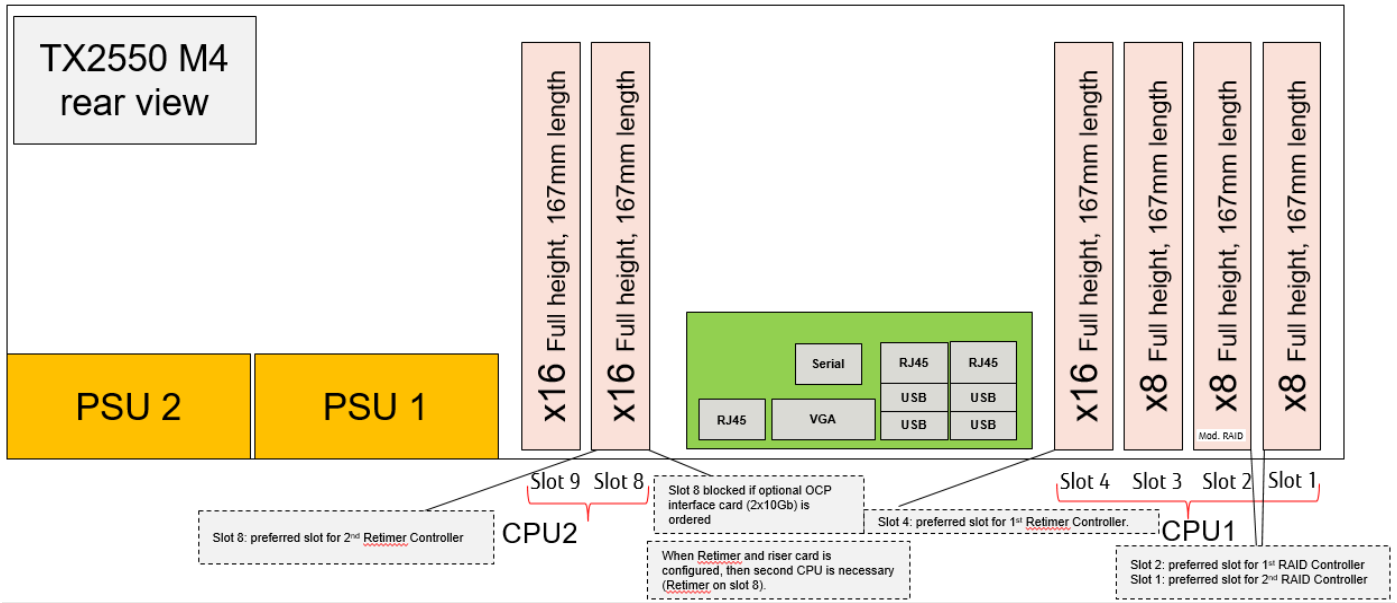 TX2550 M4
rear view
PSU 2
PSU 1
x16 Full height, 167mm length
x16 Full height, 167mm length
Serial
RJ45
RJ45
USB
USB
RJ45
VGA
USB
USB
x16 Full height, 167mm length
x8 Full height, 167mm length
x8 Full height, 167mm length
Mod. RAID
x8 Full height, 167mm length
Slot 9
Slot 8
Slot 4
Slot 3
Slot 2
Slot 1
CPU2
CPU1
Slot 8: preferred slot for 2nd Retimer Controller
Slot 8 blocked if optional OCP
interface card (2x10Gb) is
ordered
When Retimer and riser card is
configured, then second CPU is necessary
(Retimer on slot 8).
Slot 4: preferred slot for 1st Retimer Controller.
Slot 2: preferred slot for 1st RAID Controller
Slot 1: preferred slot for 2nd RAID Controller